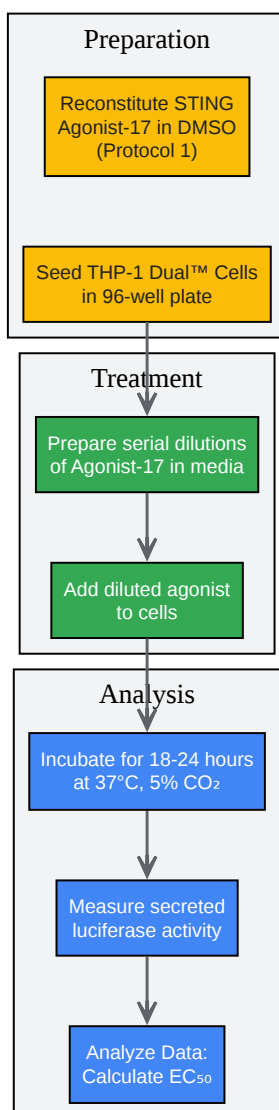 Preparation
Reconstitute STING
Agonist-17 in DMSO
(Protocol 1)
Seed THP-1 Dual™ Cells
in 96-well plate
Treatment
Prepare serial dilutions
of Agonist-17 in media
Add diluted agonist
to cells
Analysis
Incubate for 18-24 hours
at 37°C, 5% CO₂
Measure secreted
luciferase activity
Analyze Data:
Calculate EC₅₀